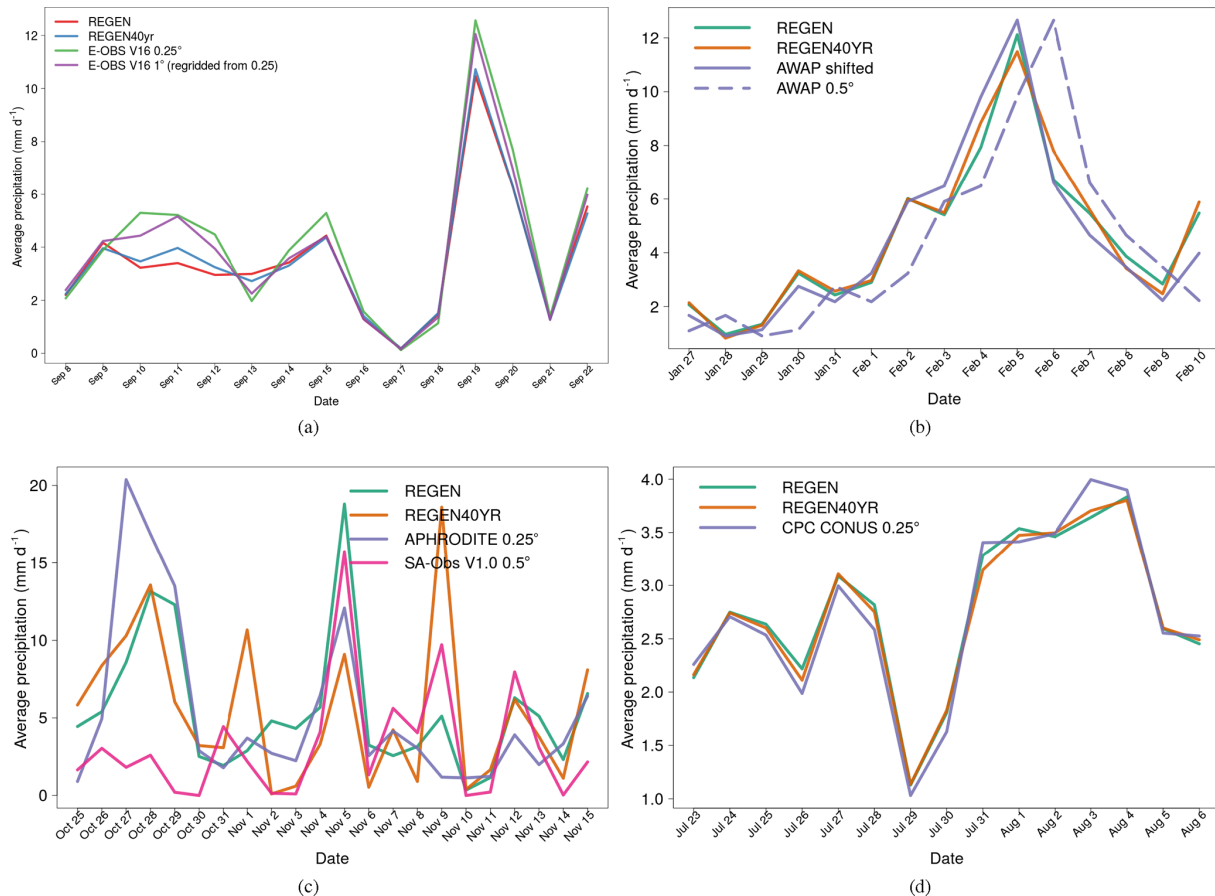 REGEN
REGEN40yr
E-OBS V16 0.25°
E-OBS V16 1° (regridded from 0.25)
Average precipitation (mm d⁻¹)
12
10
8
6
4
2
0
Sep 8
Sep 9
Sep 10
Sep 11
Sep 12
Sep 13
Sep 14
Sep 15
Sep 16
Sep 17
Sep 18
Sep 19
Sep 20
Sep 21
Sep 22
Date
(a)
REGEN
REGEN40YR
AWAP shifted
AWAP 0.5°
Average precipitation (mm d⁻¹)
12
10
8
6
4
2
Jan 27
Jan 28
Jan 29
Jan 30
Jan 31
Feb 1
Feb 2
Feb 3
Feb 4
Feb 5
Feb 6
Feb 7
Feb 8
Feb 9
Feb 10
Date
(b)
REGEN
REGEN40YR
APHRODITE 0.25°
SA-Obs V1.0 0.5°
Average precipitation (mm d⁻¹)
20
15
10
5
0
Oct 25
Oct 26
Oct 27
Oct 28
Oct 29
Oct 30
Oct 31
Nov 1
Nov 2
Nov 3
Nov 4
Nov 5
Nov 6
Nov 7
Nov 8
Nov 9
Nov 10
Nov 11
Nov 12
Nov 13
Nov 14
Nov 15
Date
(c)
REGEN
REGEN40YR
CPC CONUS 0.25°
Average precipitation (mm d⁻¹)
4.0
3.5
3.0
2.5
2.0
1.5
1.0
Jul 23
Jul 24
Jul 25
Jul 26
Jul 27
Jul 28
Jul 29
Jul 30
Jul 31
Aug 1
Aug 2
Aug 3
Aug 4
Aug 5
Aug 6
Date
(d)